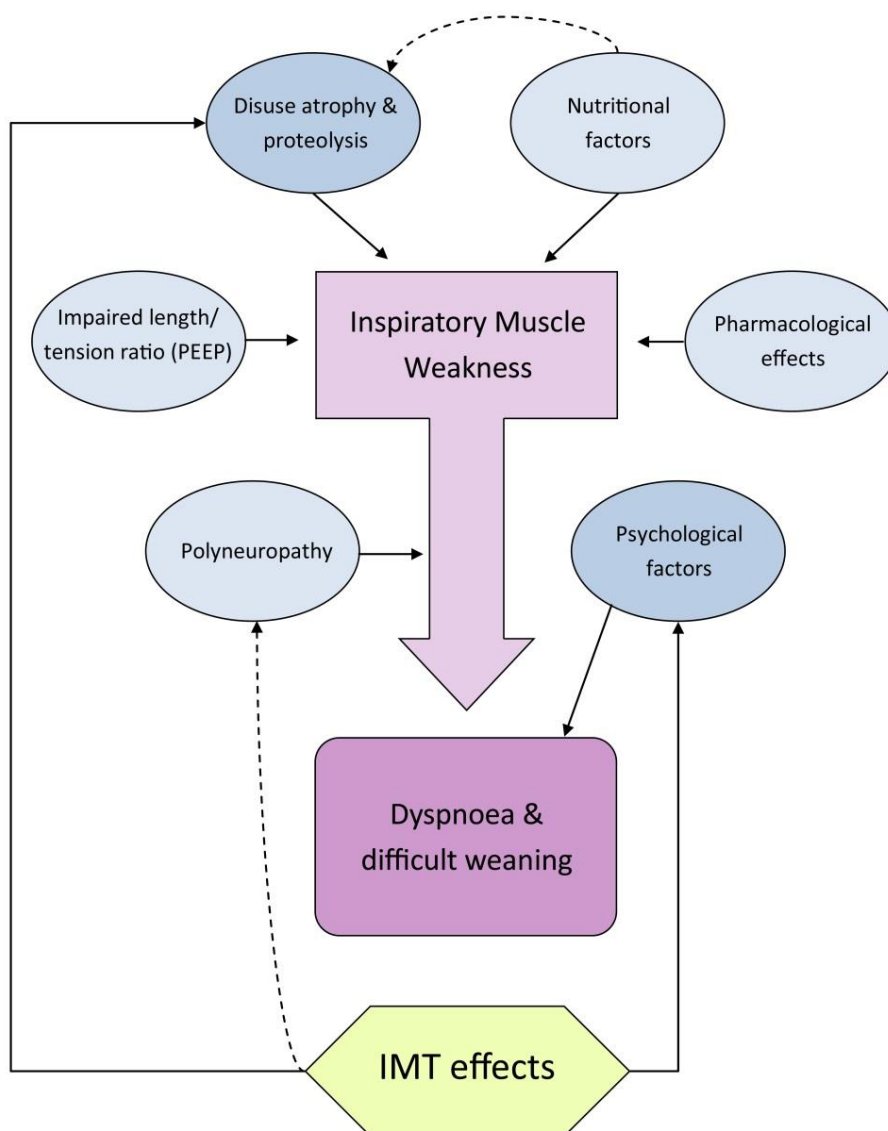 Disuse atrophy &
proteolysis
Nutritional
factors
Impaired length/
tension ratio (PEEP)
Inspiratory Muscle
Weakness
Pharmacological
effects
Polyneuropathy
Psychological
factors
Dyspnoea &
difficult weaning
IMT effects